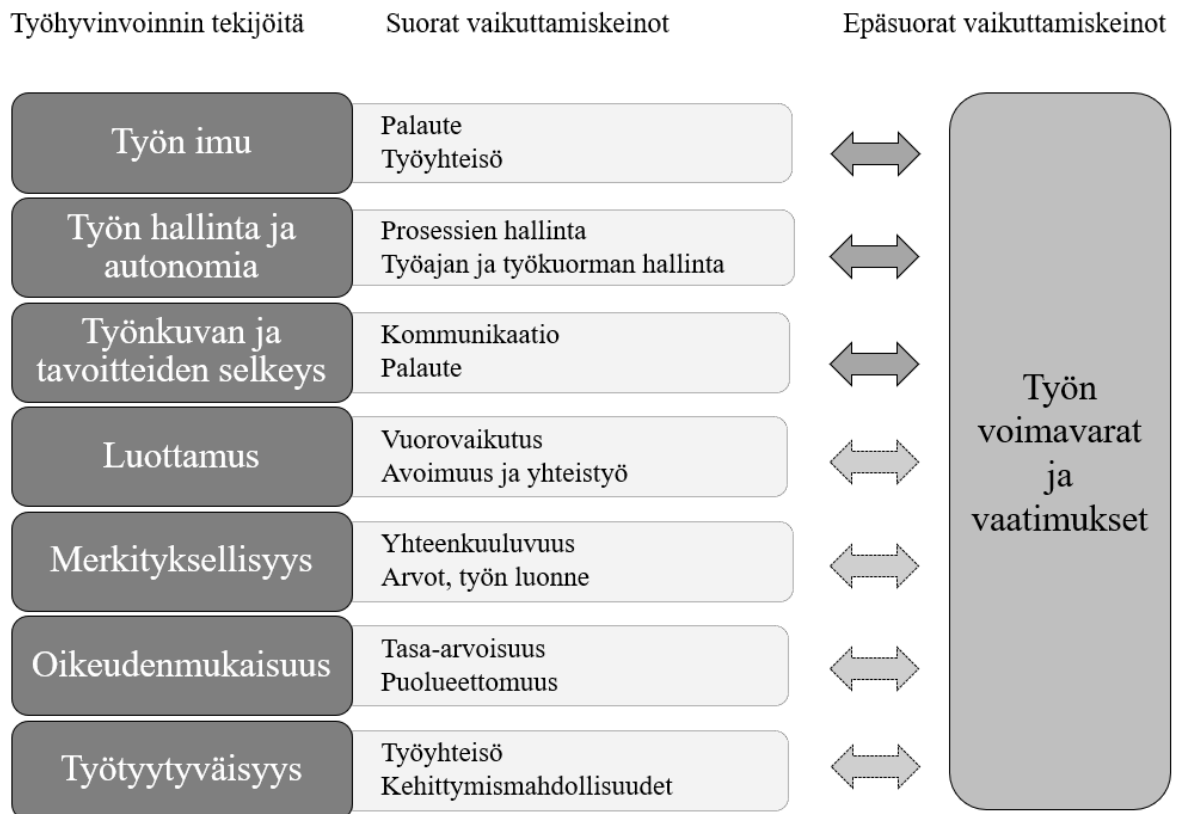 Työhyvinvoinnin tekijöitä
Suorat vaikuttamiskeinot
Epäsuorat vaikuttamiskeinot
Työn imu
Palaute
Työyhteisö
Työn hallinta ja
autonomia
Prosessien hallinta
Työajan ja työkuorman hallinta
Työnkuvan ja
tavoitteiden selkeys
Kommunikaatio
Palaute
Luottamus
Vuorovaikutus
Avoimuus ja yhteistyö
Merkityksellisyys
Yhteenkuuluvuus
Arvot, työn luonne
Oikeudenmukaisuus
Tasa-arvoisuus
Puolueettomuus
Työtyytyväisyys
Työyhteisö
Kehittymismahdollisuudet
Työn
voimavarat
ja
vaatimukset